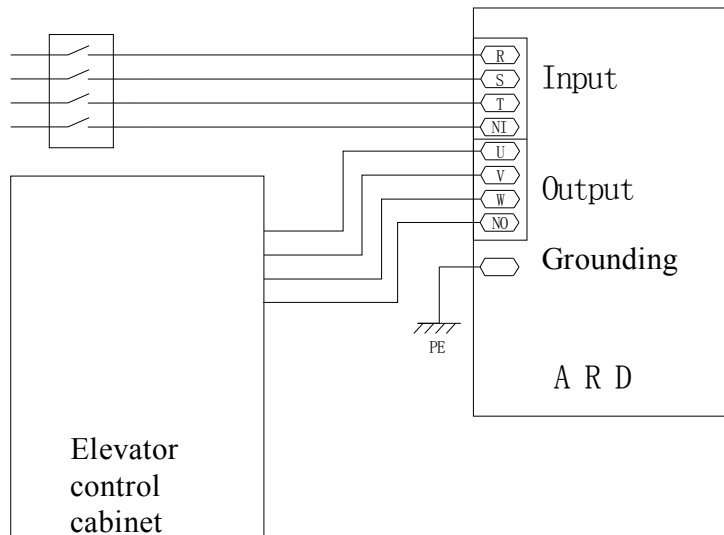 R
S
T
NI
Input
U
V
W
NO
Output
Grounding
PE
A R D
Elevator
control
cabinet